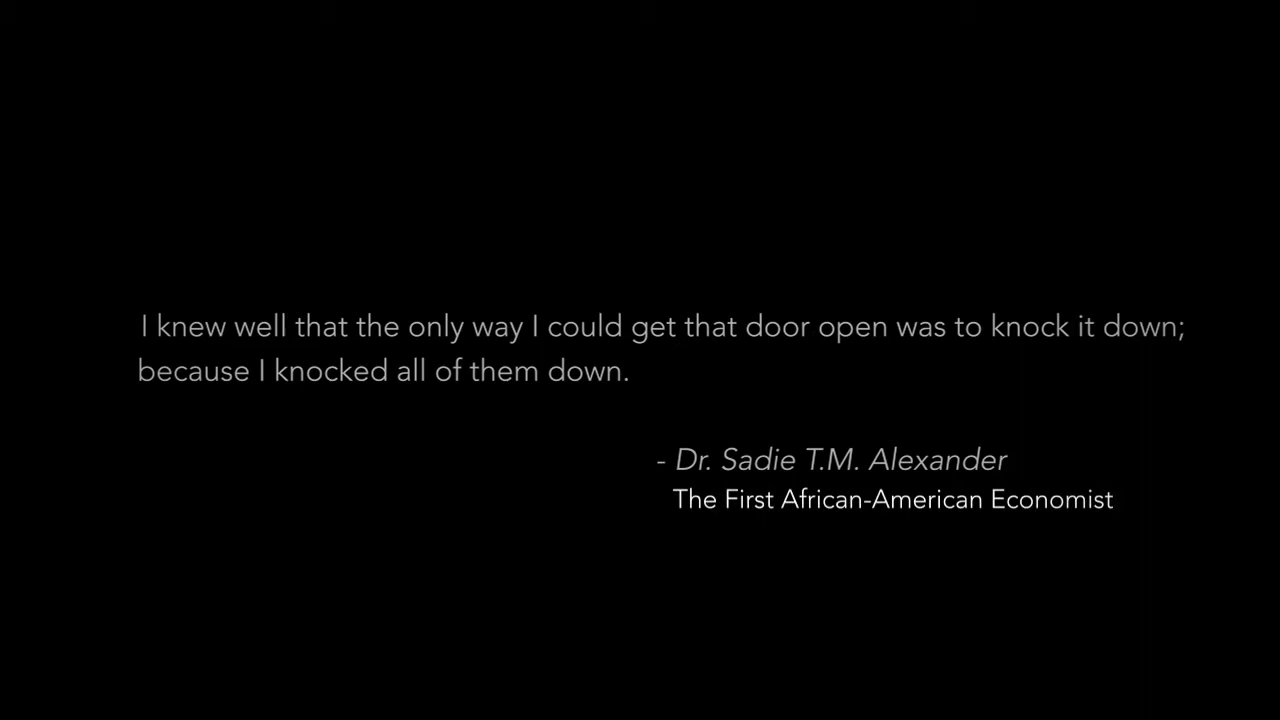 I knew well that the only way I could get that door open was to knock it down;
because I knocked all of them down.
- Dr. Sadie T.M. Alexander
The First African-American Economist